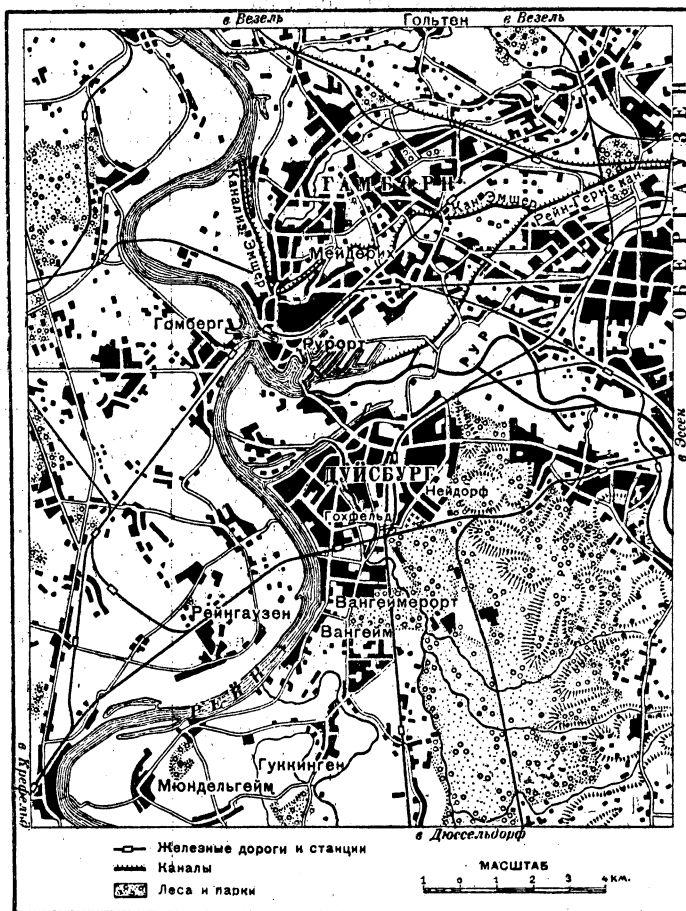 в Везель
Гольтен
в Везель
ГАМБОРН
ОБЕРГАУЗЕН
Канализ. Эмшер
Кан. Эмшер
Рейн-Герне кан.
Мейдерих
Гомберг
Рурорт
РУР
в Эссен
ДУИСБУРГ
Нейдорф
Гохфельд
Рейнгаузен
Вангеймерорт
Вангейм
РЕЙН
Гуккинген
Мюндельгейм
в Крефельд
в Дюссельдорф
Железные дороги и станции
Каналы
Леса и парки
МАСШТАБ
1 0 1 2 3 4 км.